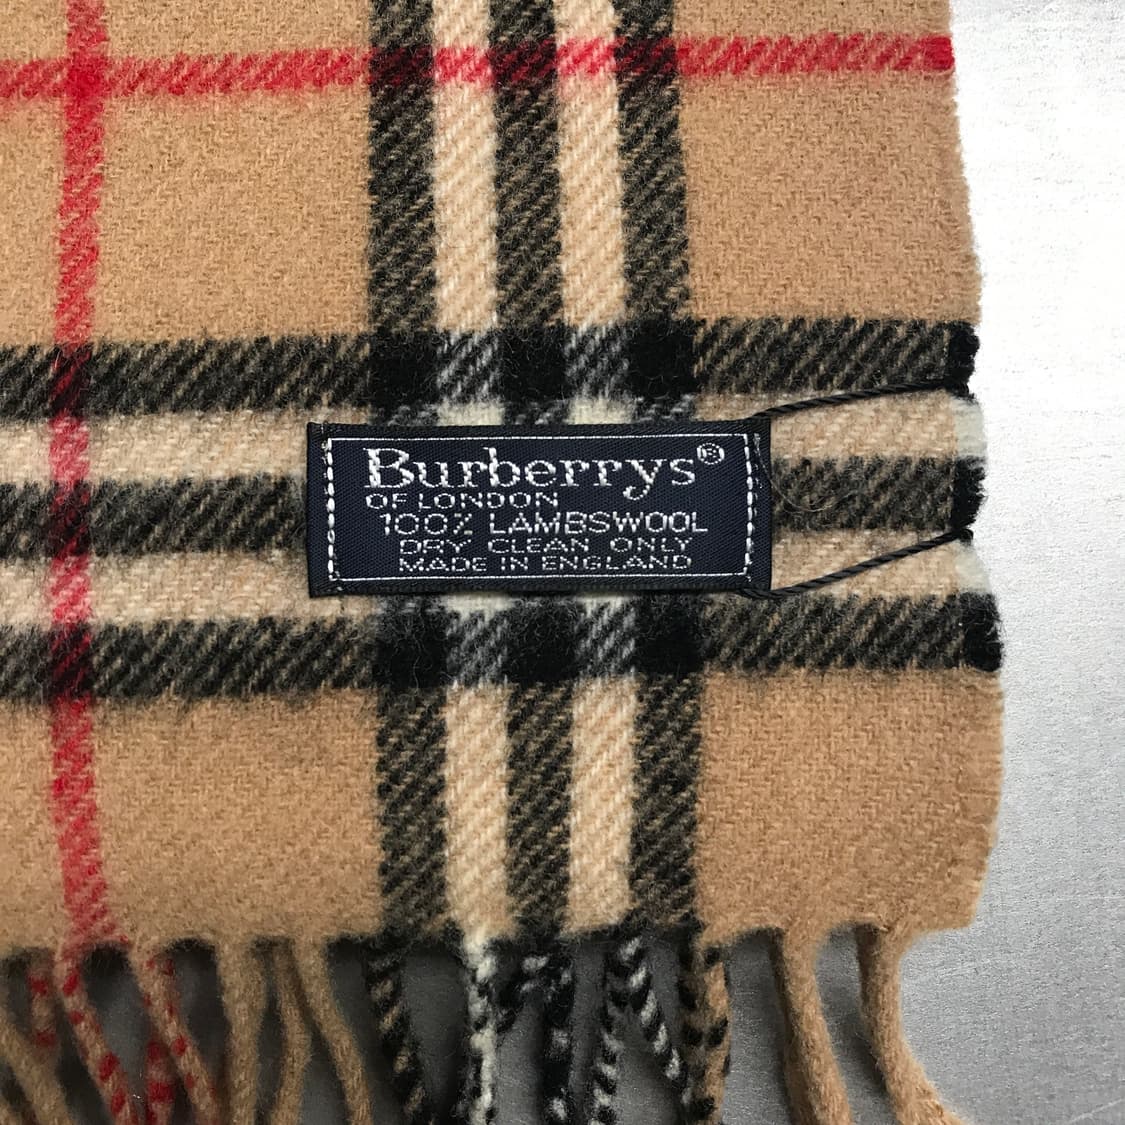 Burberrys®
OF LONDON
100% LAMBSWOOL
DRY CLEAN ONLY
MADE IN ENGLAND